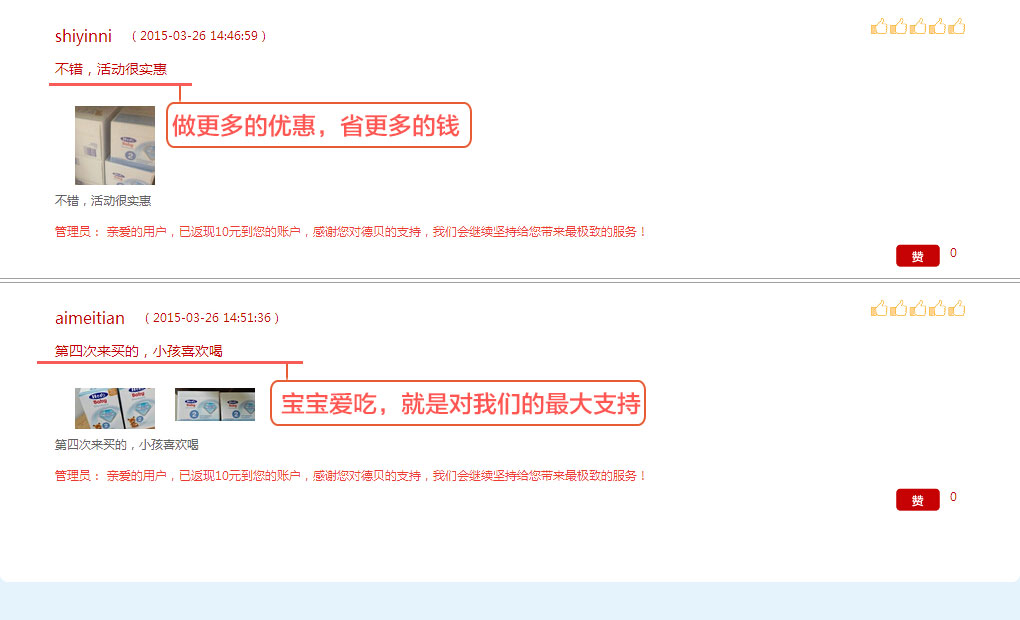 shiyinni ( 2015-03-26 14:46:59 )
不错，活动很实惠
做更多的优惠，省更多的钱
不错，活动很实惠
管理员： 亲爱的用户，已返现10元到您的账户，感谢您对德贝的支持，我们会继续坚持给您带来最极致的服务！
赞 0
aimeitian ( 2015-03-26 14:51:36 )
第四次来买的，小孩喜欢喝
Baby
宝宝爱吃，就是对我们的最大支持
第四次来买的，小孩喜欢喝
管理员： 亲爱的用户，已返现10元到您的账户，感谢您对德贝的支持，我们会继续坚持给您带来最极致的服务！
赞 0